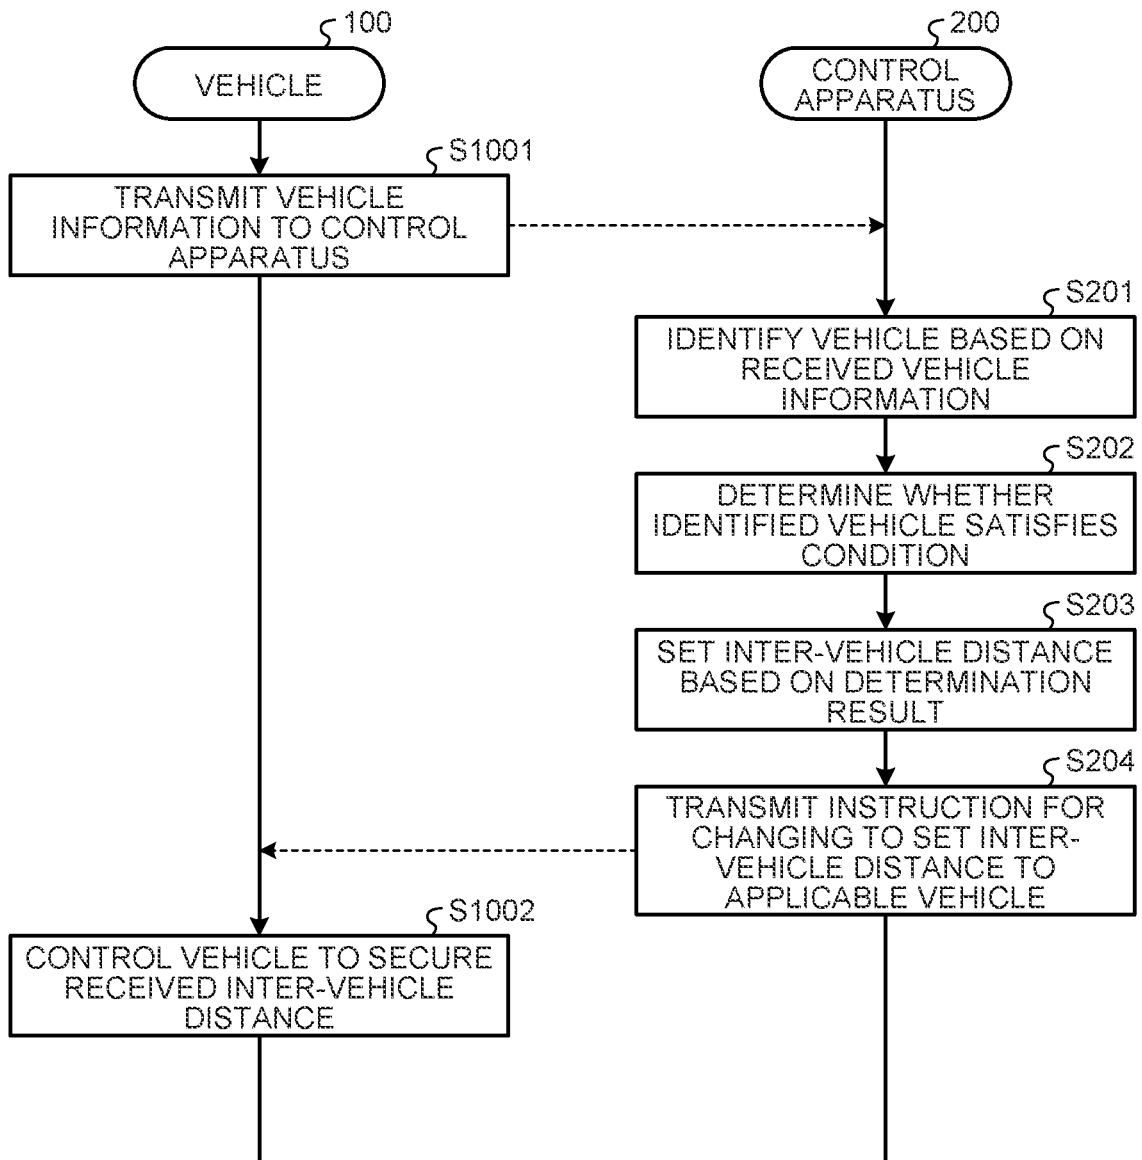 100
VEHICLE
200
CONTROL
APPARATUS
S1001
TRANSMIT VEHICLE
INFORMATION TO CONTROL
APPARATUS
S201
IDENTIFY VEHICLE BASED ON
RECEIVED VEHICLE
INFORMATION
S202
DETERMINE WHETHER
IDENTIFIED VEHICLE SATISFIES
CONDITION
S203
SET INTER-VEHICLE DISTANCE
BASED ON DETERMINATION
RESULT
S204
TRANSMIT INSTRUCTION FOR
CHANGING TO SET INTER-
VEHICLE DISTANCE TO
APPLICABLE VEHICLE
S1002
CONTROL VEHICLE TO SECURE
RECEIVED INTER-VEHICLE
DISTANCE